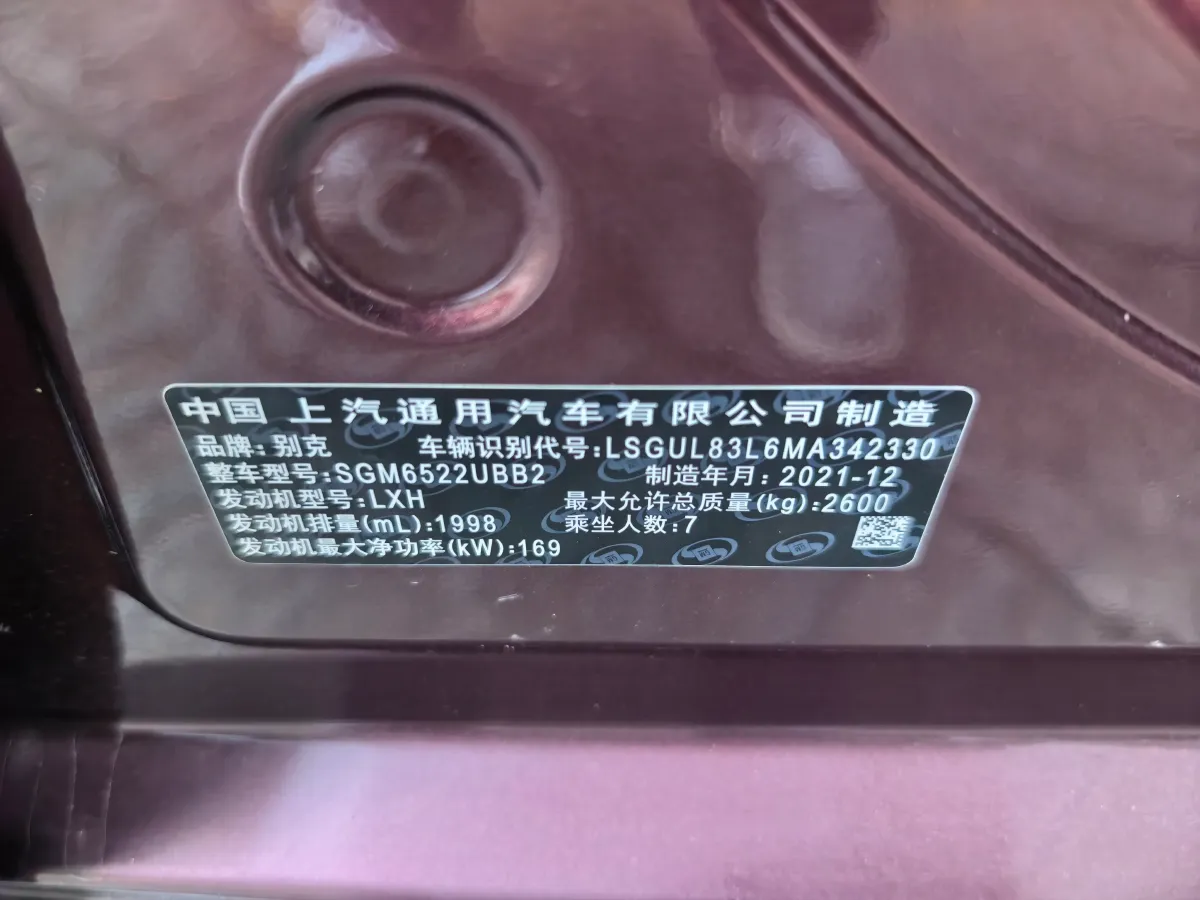 中国 上汽通用汽车有限公司制造
品牌:别克 车辆识别代号:LSGUL83L6MA342330
整车型号:SGM6522UBB2 制造年月:2021-12
发动机型号:LXH 最大允许总质量(kg):2600
发动机排量(mL):1998 乘坐人数:7
发动机最大净功率(kW):169